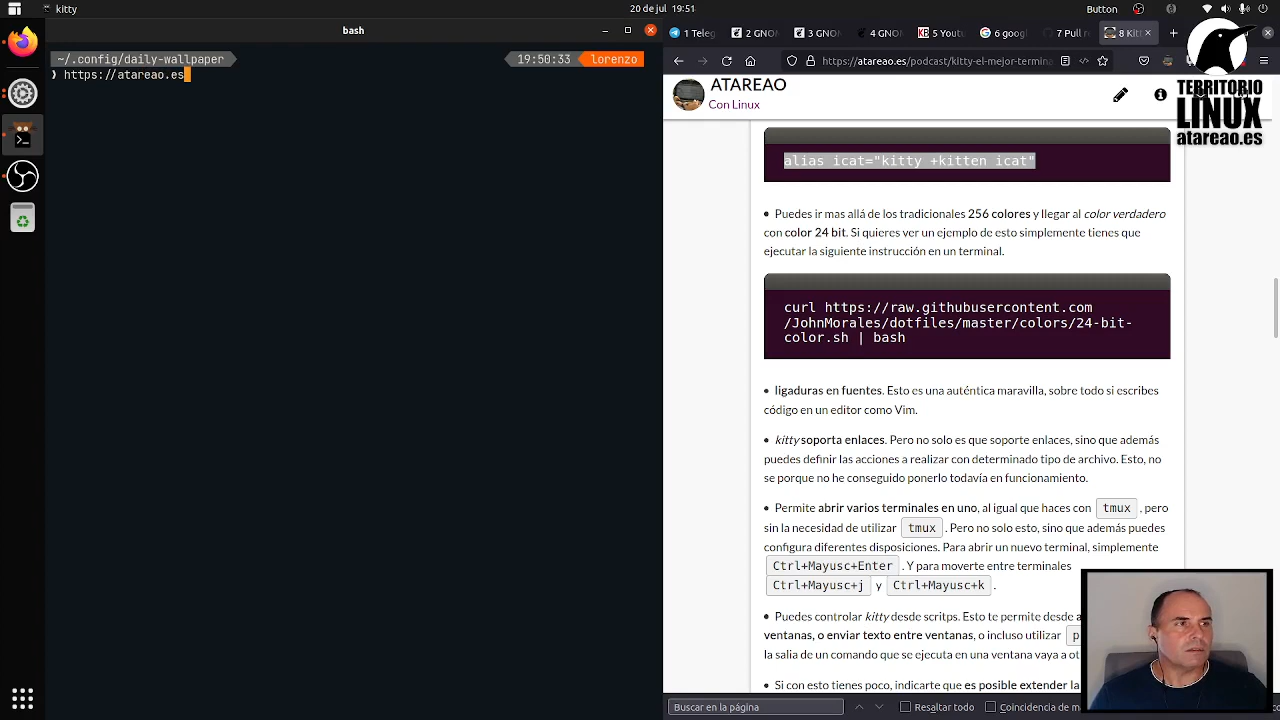 kitty
20 de jul 19:51
Button
bash
~/.config/daily-wallpaper
19:50:33
lorenzo
❯ https://atareao.es
1 Teleg
2 GNO
3 GNO
4 GNO
5 Yout
6 googl
7 Pull r
8 Kitt
https://atareao.es/podcast/kitty-el-mejor-termina
TERRITORIO
LINUX
atareao.es
ATAREAO
Con Linux
alias icat="kitty +kitten icat"
• Puedes ir mas allá de los tradicionales 256 colores y llegar al color verdadero
con color 24 bit. Si quieres ver un ejemplo de esto simplemente tienes que
ejecutar la siguiente instrucción en un terminal.
curl https://raw.githubusercontent.com
/JohnMorales/dotfiles/master/colors/24-bit-
color.sh | bash
• ligaduras en fuentes. Esto es una auténtica maravilla, sobre todo si escribes
código en un editor como Vim.
• kitty soporta enlaces. Pero no solo es que soporte enlaces, sino que además
puedes definir las acciones a realizar con determinado tipo de archivo. Esto, no
se porque no he conseguido ponerlo todavía en funcionamiento.
• Permite abrir varios terminales en uno, al igual que haces con tmux , pero
sin la necesidad de utilizar tmux . Pero no solo esto, sino que además puedes
configura diferentes disposiciones. Para abrir un nuevo terminal, simplemente
Ctrl+Mayusc+Enter . Y para moverte entre terminales
Ctrl+Mayusc+j y Ctrl+Mayusc+k .
• Puedes controlar kitty desde scritps. Esto te permite desde a
ventanas, o enviar texto entre ventanas, o incluso utilizar p
la salia de un comando que se ejecuta en una ventana vaya a ot
• Si con esto tienes poco, indicarte que es posible extender la
Buscar en la página
Resaltar todo
Coincidencia de m